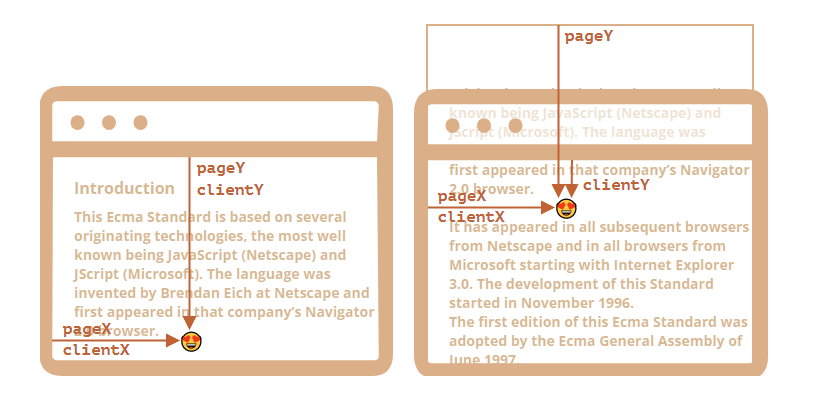 pageY
clientY
Introduction
This Ecma Standard is based on several
originating technologies, the most well
known being JavaScript (Netscape) and
JScript (Microsoft). The language was
invented by Brendan Eich at Netscape and
first appeared in that company's Navigator
2.0 browser.
pageX
clientX
pageY
known being JavaScript (Netscape) and
JScript (Microsoft). The language was
first appeared in that company's Navigator
2.0 browser.
clientY
pageX
clientX
It has appeared in all subsequent browsers
from Netscape and in all browsers from
Microsoft starting with Internet Explorer
3.0. The development of this Standard
started in November 1996.
The first edition of this Ecma Standard was
adopted by the Ecma General Assembly of
June 1997.